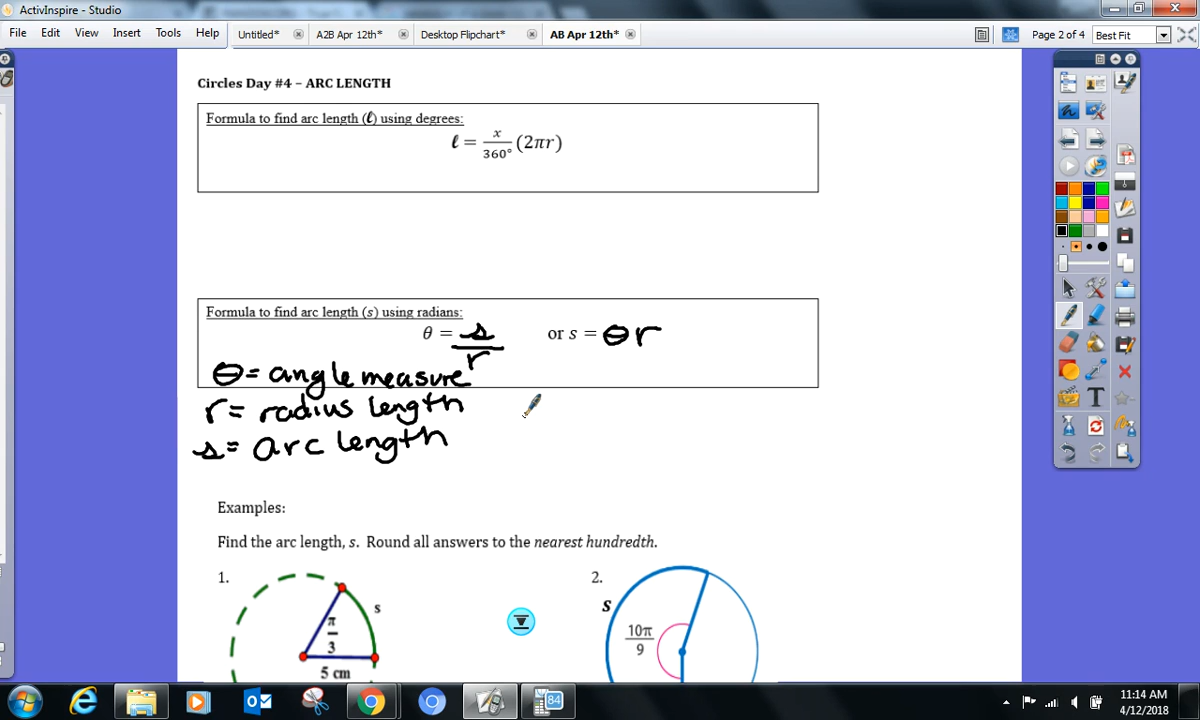 ActivInspire - Studio
File Edit View Insert Tools Help
Untitled* A2B Apr 12th* Desktop Flipchart* AB Apr 12th*
Page 2 of 4 Best Fit
Circles Day #4 – ARC LENGTH
Formula to find arc length (ℓ) using degrees:
ℓ = x/360° (2πr)
Formula to find arc length (s) using radians:
θ = s/r or s = θr
θ = angle measure
r = radius length
s = arc length
Examples:
Find the arc length, s. Round all answers to the nearest hundredth.
1.
s
π/3
5 cm
2.
S
10π/9
T
84
11:14 AM
4/12/2018